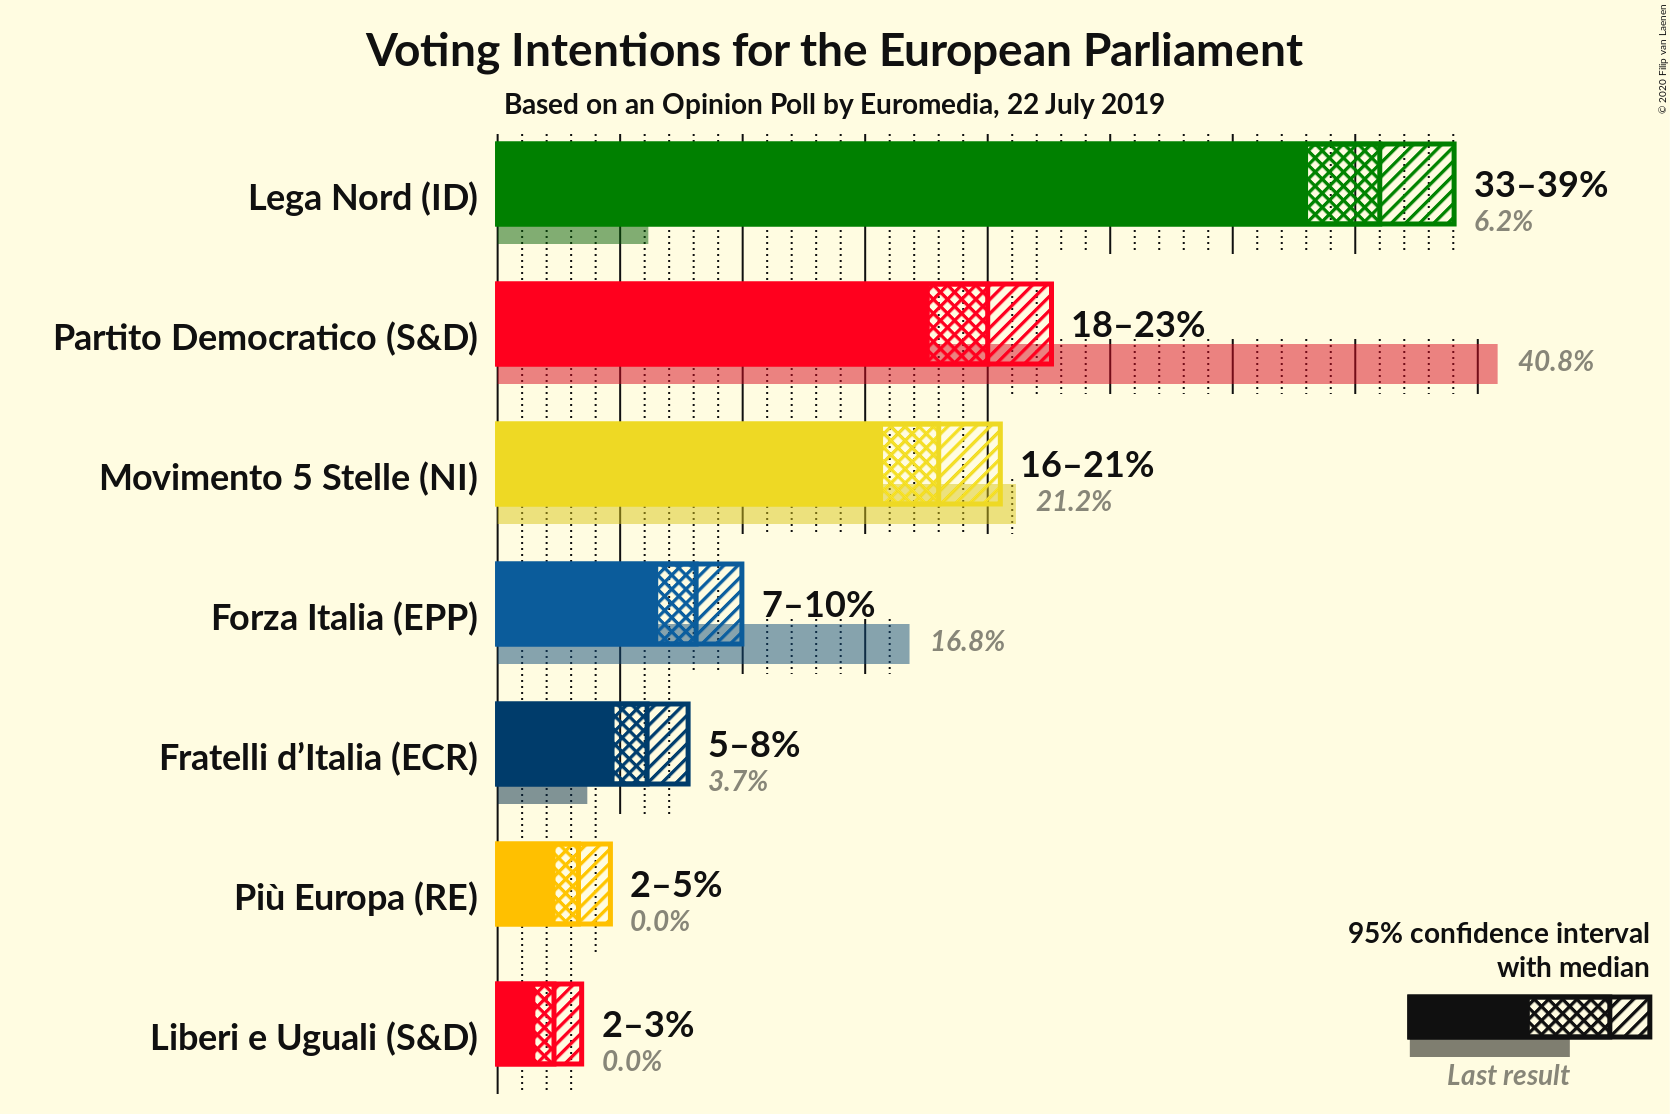 Voting Intentions for the European Parliament
Based on an Opinion Poll by Euromedia, 22 July 2019
© 2020 Filip van Laenen
Lega Nord (ID)
33–39%
6.2%
Partito Democratico (S&D)
18–23%
40.8%
Movimento 5 Stelle (NI)
16–21%
21.2%
Forza Italia (EPP)
7–10%
16.8%
Fratelli d’Italia (ECR)
5–8%
3.7%
Più Europa (RE)
2–5%
0.0%
Liberi e Uguali (S&D)
2–3%
0.0%
95% confidence interval
with median
Last result